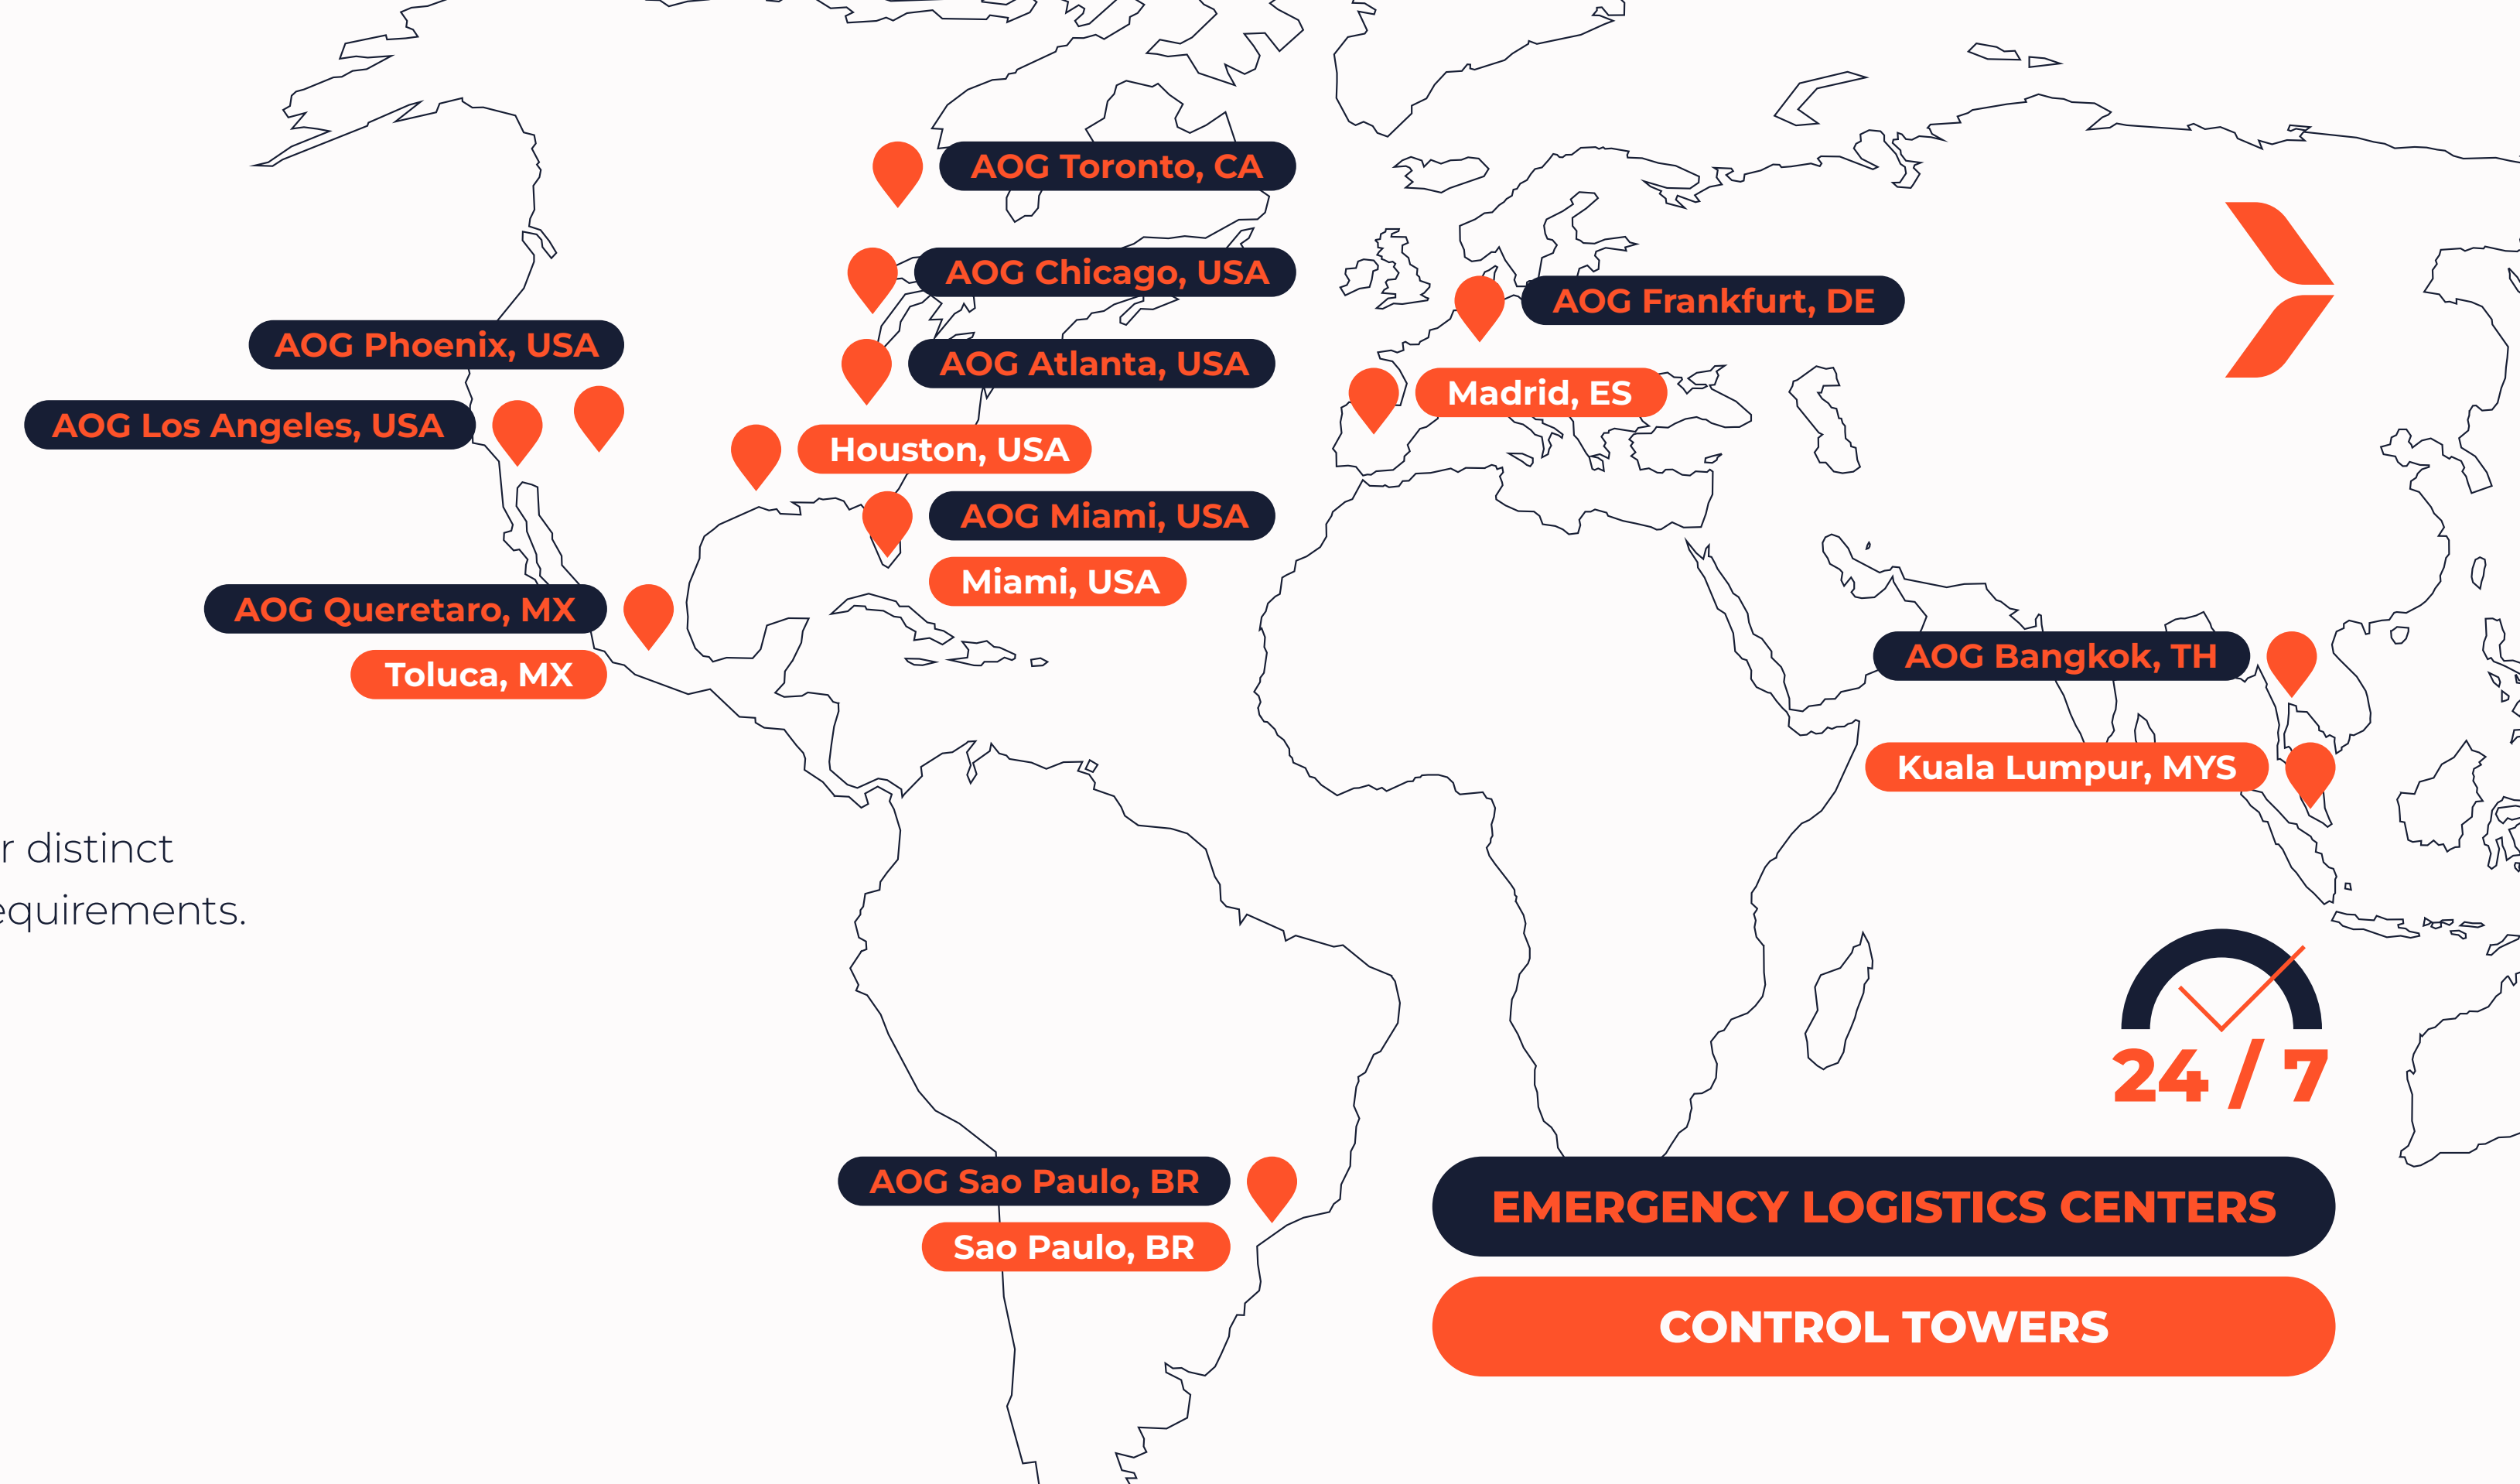 AOG Toronto, CA
AOG Chicago, USA
AOG Frankfurt, DE
AOG Phoenix, USA
AOG Atlanta, USA
Madrid, ES
AOG Los Angeles, USA
Houston, USA
AOG Miami, USA
Miami, USA
AOG Queretaro, MX
Toluca, MX
AOG Bangkok, TH
Kuala Lumpur, MYS
r distinct
equirements.
24 / 7
AOG Sao Paulo, BR
Sao Paulo, BR
EMERGENCY LOGISTICS CENTERS
CONTROL TOWERS